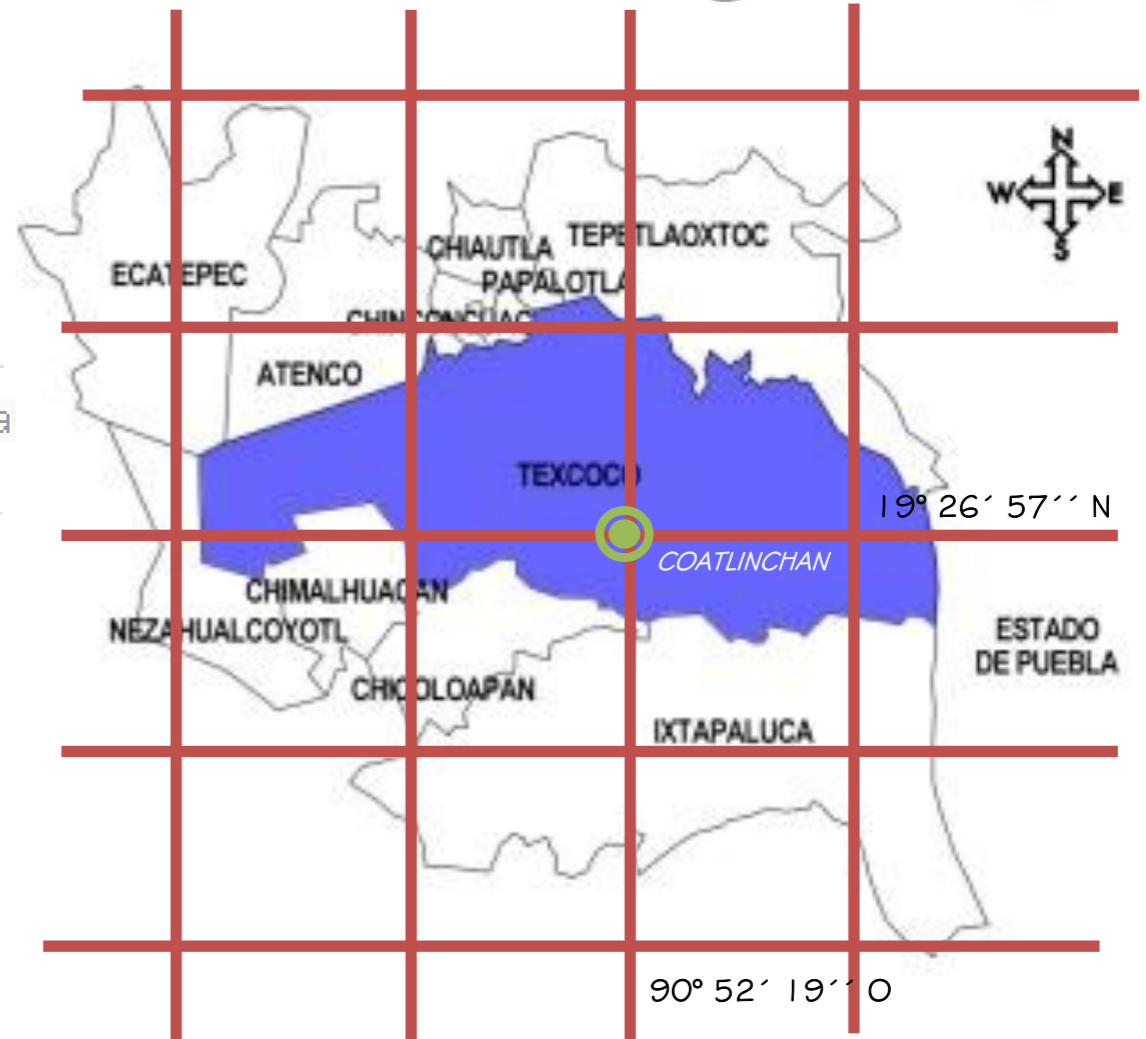 N
W E
S
TEPETLAOXTOC
CHIAUTLA
ECATEPEC
PAPALOTLA
CHINCONCUAC
ATENCO
TEXCOCO
19° 26´ 57´´ N
COATLINCHAN
CHIMALHUACAN
NEZAHUALCOYOTL
ESTADO
DE PUEBLA
CHICOLOAPAN
IXTAPALUCA
90° 52´ 19´´ O